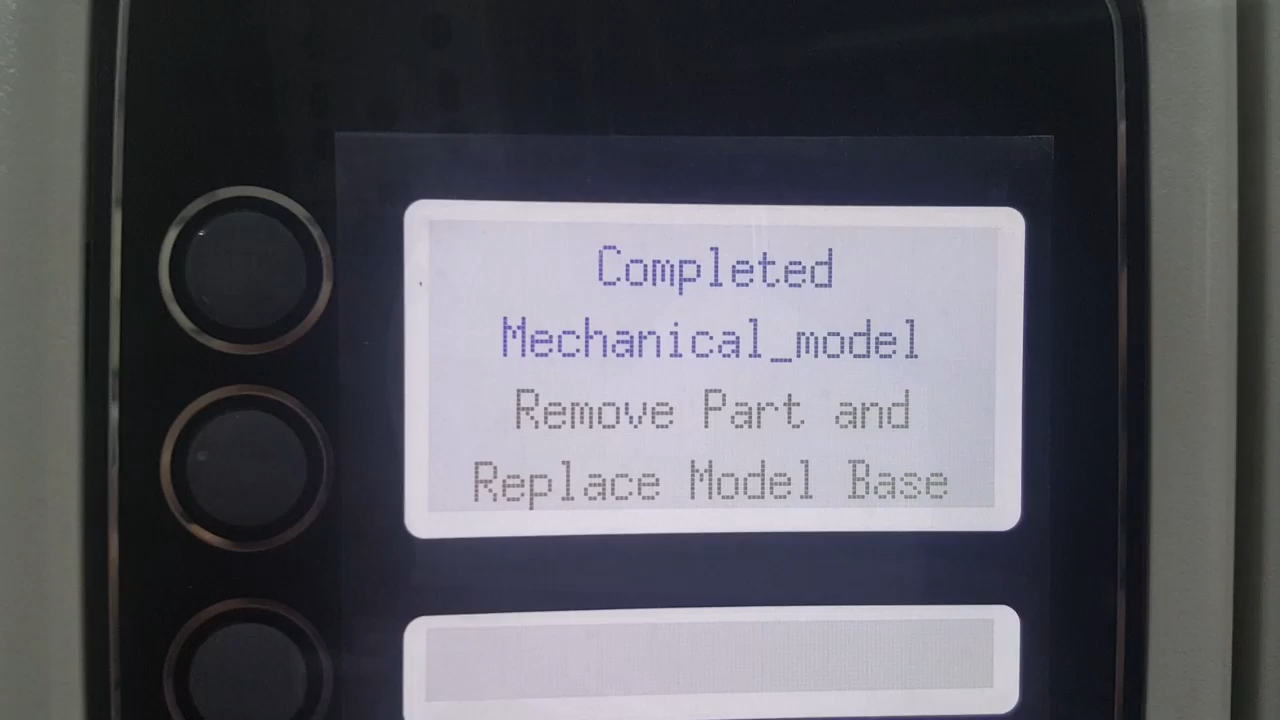 Completed
Mechanical_model
Remove Part and
Replace Model Base